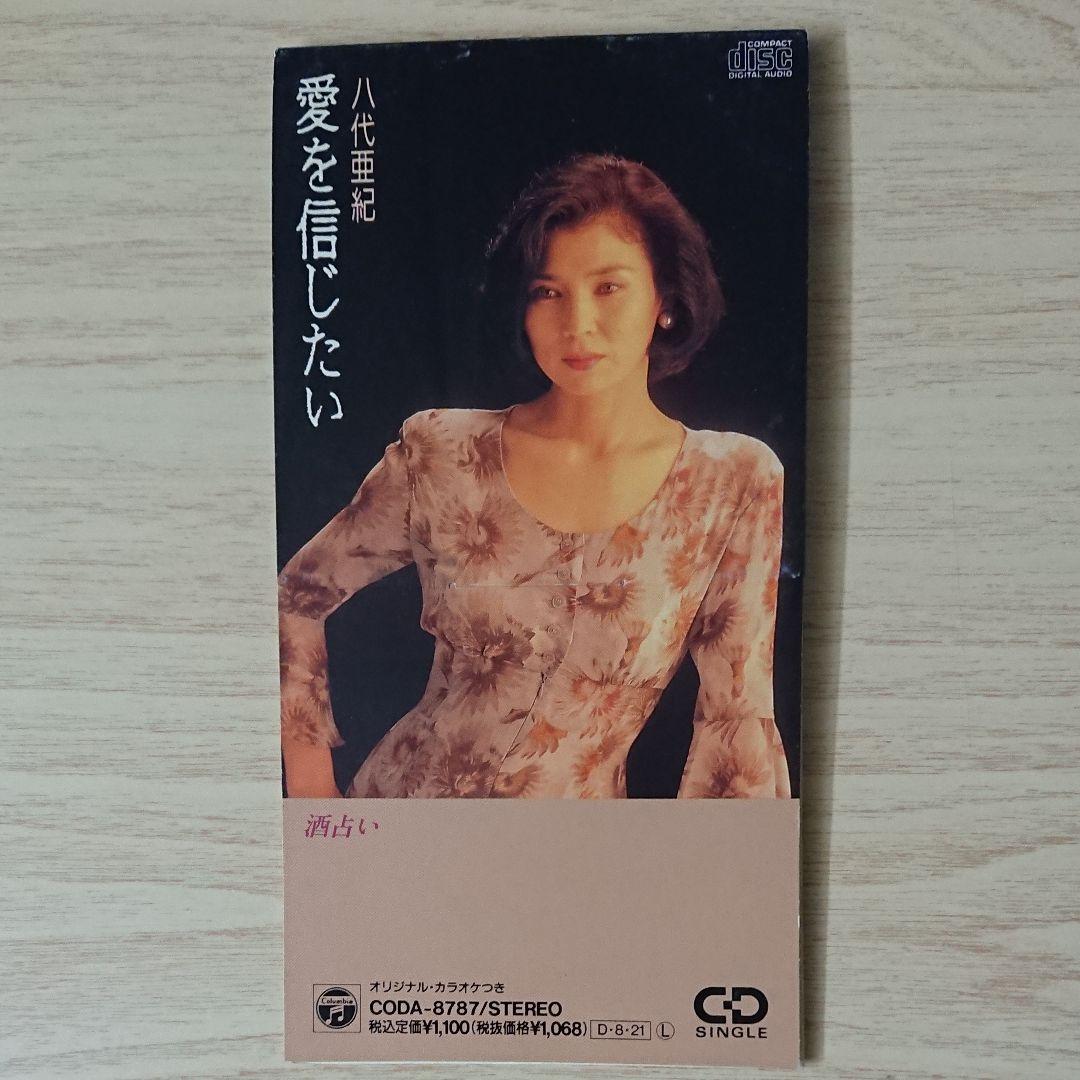 COMPACT
disc
DIGITAL AUDIO
八代亜紀
愛を信じたい
酒占い
Columbia
オリジナル・カラオケつき
CODA-8787/STEREO
税込定価¥1,100(税抜価格¥1,068) D・8・21 L
CD
SINGLE